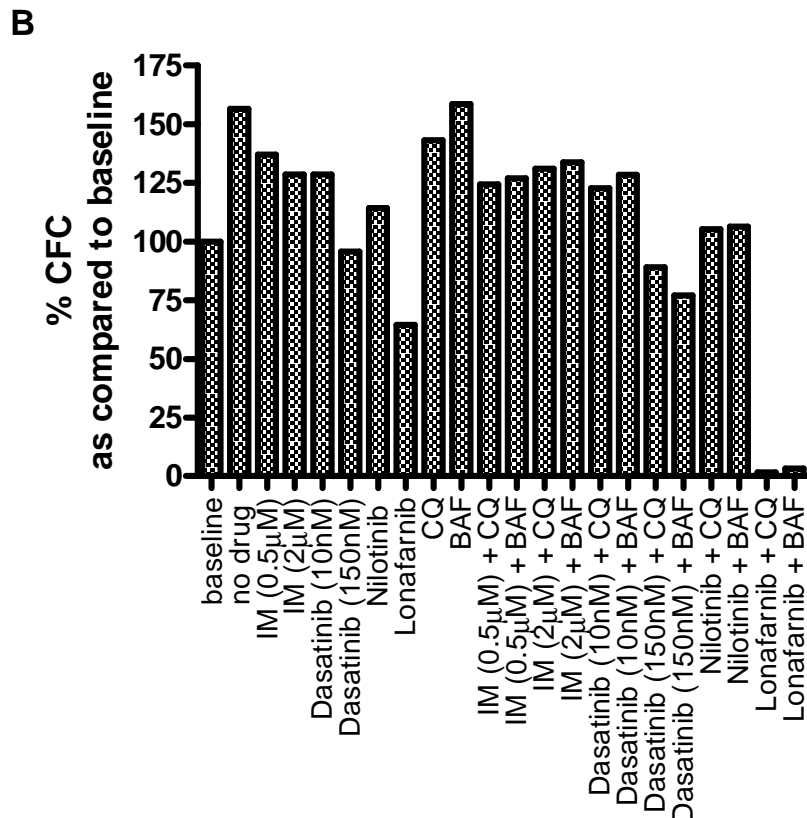 B
% CFC
as compared to baseline
175
150
125
100
75
50
25
0
baseline
no drug
IM (0.5μM)
IM (2μM)
Dasatinib (10nM)
Dasatinib (150nM)
Nilotinib
Lonafarnib
CQ
BAF
IM (0.5μM) + CQ
IM (0.5μM) + BAF
IM (2μM) + CQ
IM (2μM) + BAF
Dasatinib (10nM) + CQ
Dasatinib (10nM) + BAF
Dasatinib (150nM) + CQ
Dasatinib (150nM) + BAF
Nilotinib + CQ
Nilotinib + BAF
Lonafarnib + CQ
Lonafarnib + BAF